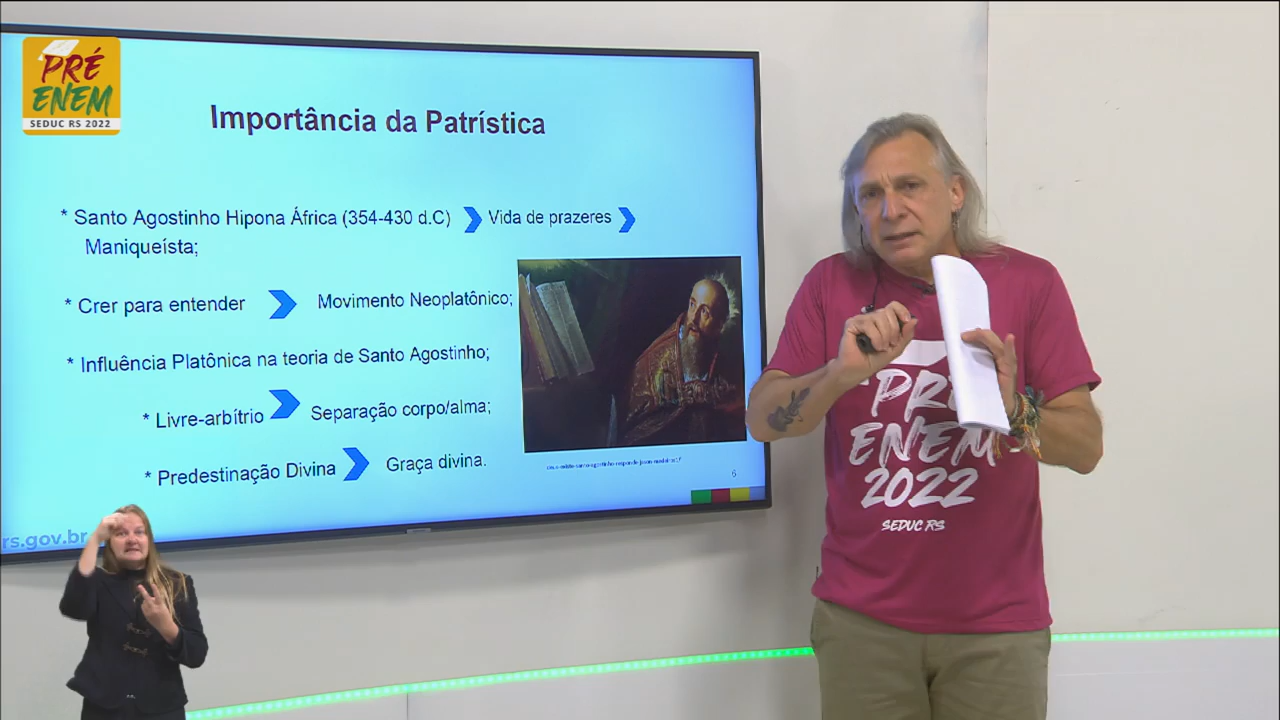 PRÉ
ENEM
SEDUC RS 2022
Importância da Patrística
* Santo Agostinho Hipona África (354-430 d.C) Vida de prazeres
Maniqueísta;
* Crer para entender Movimento Neoplatônico;
* Influência Platônica na teoria de Santo Agostinho;
* Livre-arbítrio Separação corpo/alma;
* Predestinação Divina Graça divina.
6
rs.gov.br
PRÉ
ENEM
2022
SEDUC RS